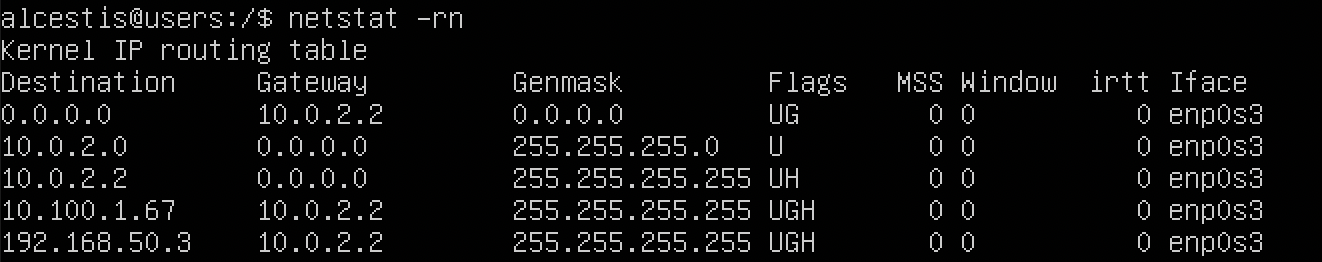 alcestis@users:/$ netstat -rn
Kernel IP routing table
Destination     Gateway         Genmask         Flags   MSS Window  irtt Iface
0.0.0.0         10.0.2.2        0.0.0.0         UG        0 0          0 enp0s3
10.0.2.0        0.0.0.0         255.255.255.0   U         0 0          0 enp0s3
10.0.2.2        0.0.0.0         255.255.255.255 UH        0 0          0 enp0s3
10.100.1.67     10.0.2.2        255.255.255.255 UGH       0 0          0 enp0s3
192.168.50.3    10.0.2.2        255.255.255.255 UGH       0 0          0 enp0s3